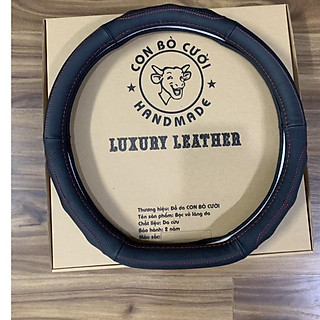 CON BÒ CƯỜI
HANDMADE
LUXURY LEATHER
Thương hiệu: Đồ da CON BÒ CƯỜI
Tên sản phẩm: Bọc vô lăng da
Chất liệu: Da cừu
Bảo hành: 2 năm
Màu sắc: